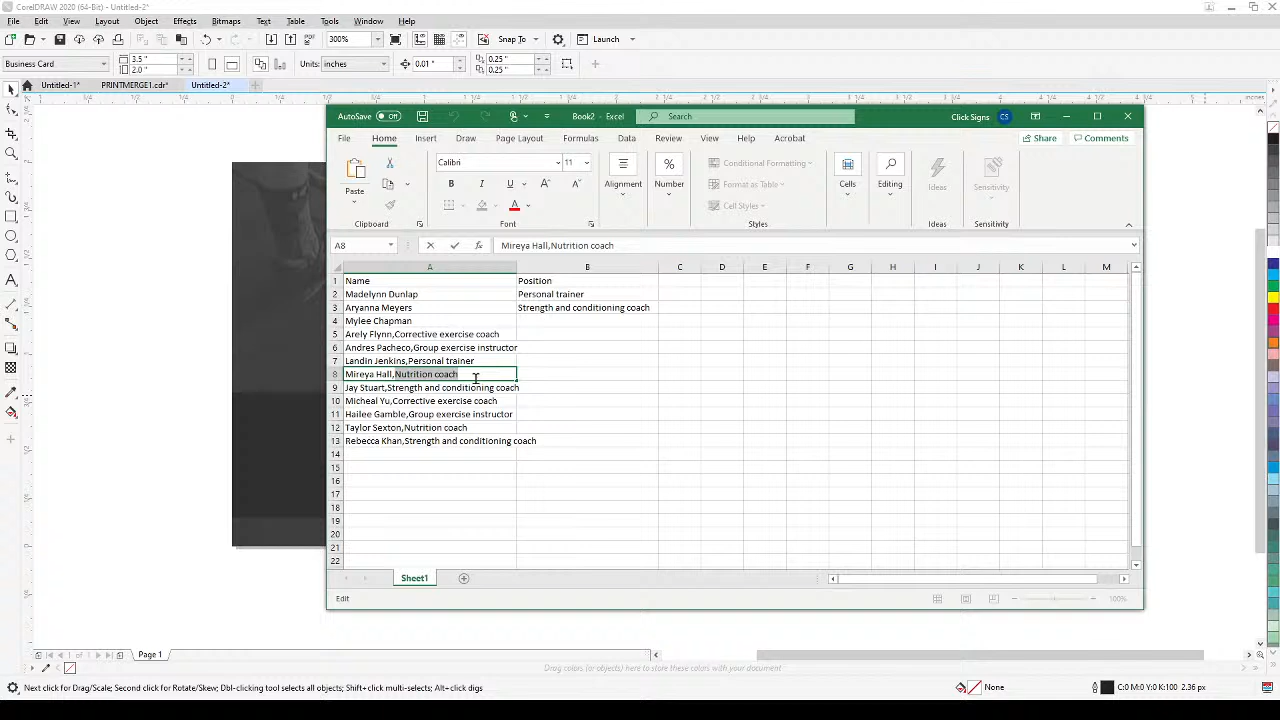 CorelDRAW 2020 (64-Bit) - Untitled-2*
File Edit View Layout Object Effects Bitmaps Text Table Tools Window Help
300% Snap To Launch
Business Card 3.5 " 2.0 " Units: inches 0.01 " 0.25 " 0.25 "
Untitled-1* PRINTMERGE1.cdr* Untitled-2*
AutoSave Off Book2 - Excel Search Click Signs CS
File Home Insert Draw Page Layout Formulas Data Review View Help Acrobat Share Comments
Paste
Calibri 11
B I U A A
Alignment
%
Number
Conditional Formatting
Format as Table
Cell Styles
Cells
Editing
Ideas
Sensitivity
Clipboard Font Styles Ideas Sensitivity
A8 fx Mireya Hall,Nutrition coach
A B C D E F G H I J K L M
1 Name Position
2 Madelynn Dunlap Personal trainer
3 Aryanna Meyers Strength and conditioning coach
4 Mylee Chapman
5 Arely Flynn,Corrective exercise coach
6 Andres Pacheco,Group exercise instructor
7 Landin Jenkins,Personal trainer
8 Mireya Hall,Nutrition coach
9 Jay Stuart,Strength and conditioning coach
10 Micheal Yu,Corrective exercise coach
11 Hailee Gamble,Group exercise instructor
12 Taylor Sexton,Nutrition coach
13 Rebecca Khan,Strength and conditioning coach
14
15
16
17
18
19
20
21
22
Sheet1
Edit 100%
1 of 1 Page 1
Drag colors (or objects) here to store these colors with your document
Next click for Drag/Scale; Second click for Rotate/Skew; Dbl-clicking tool selects all objects; Shift+click multi-selects; Alt+click digs None C:0 M:0 Y:0 K:100 2.36 px